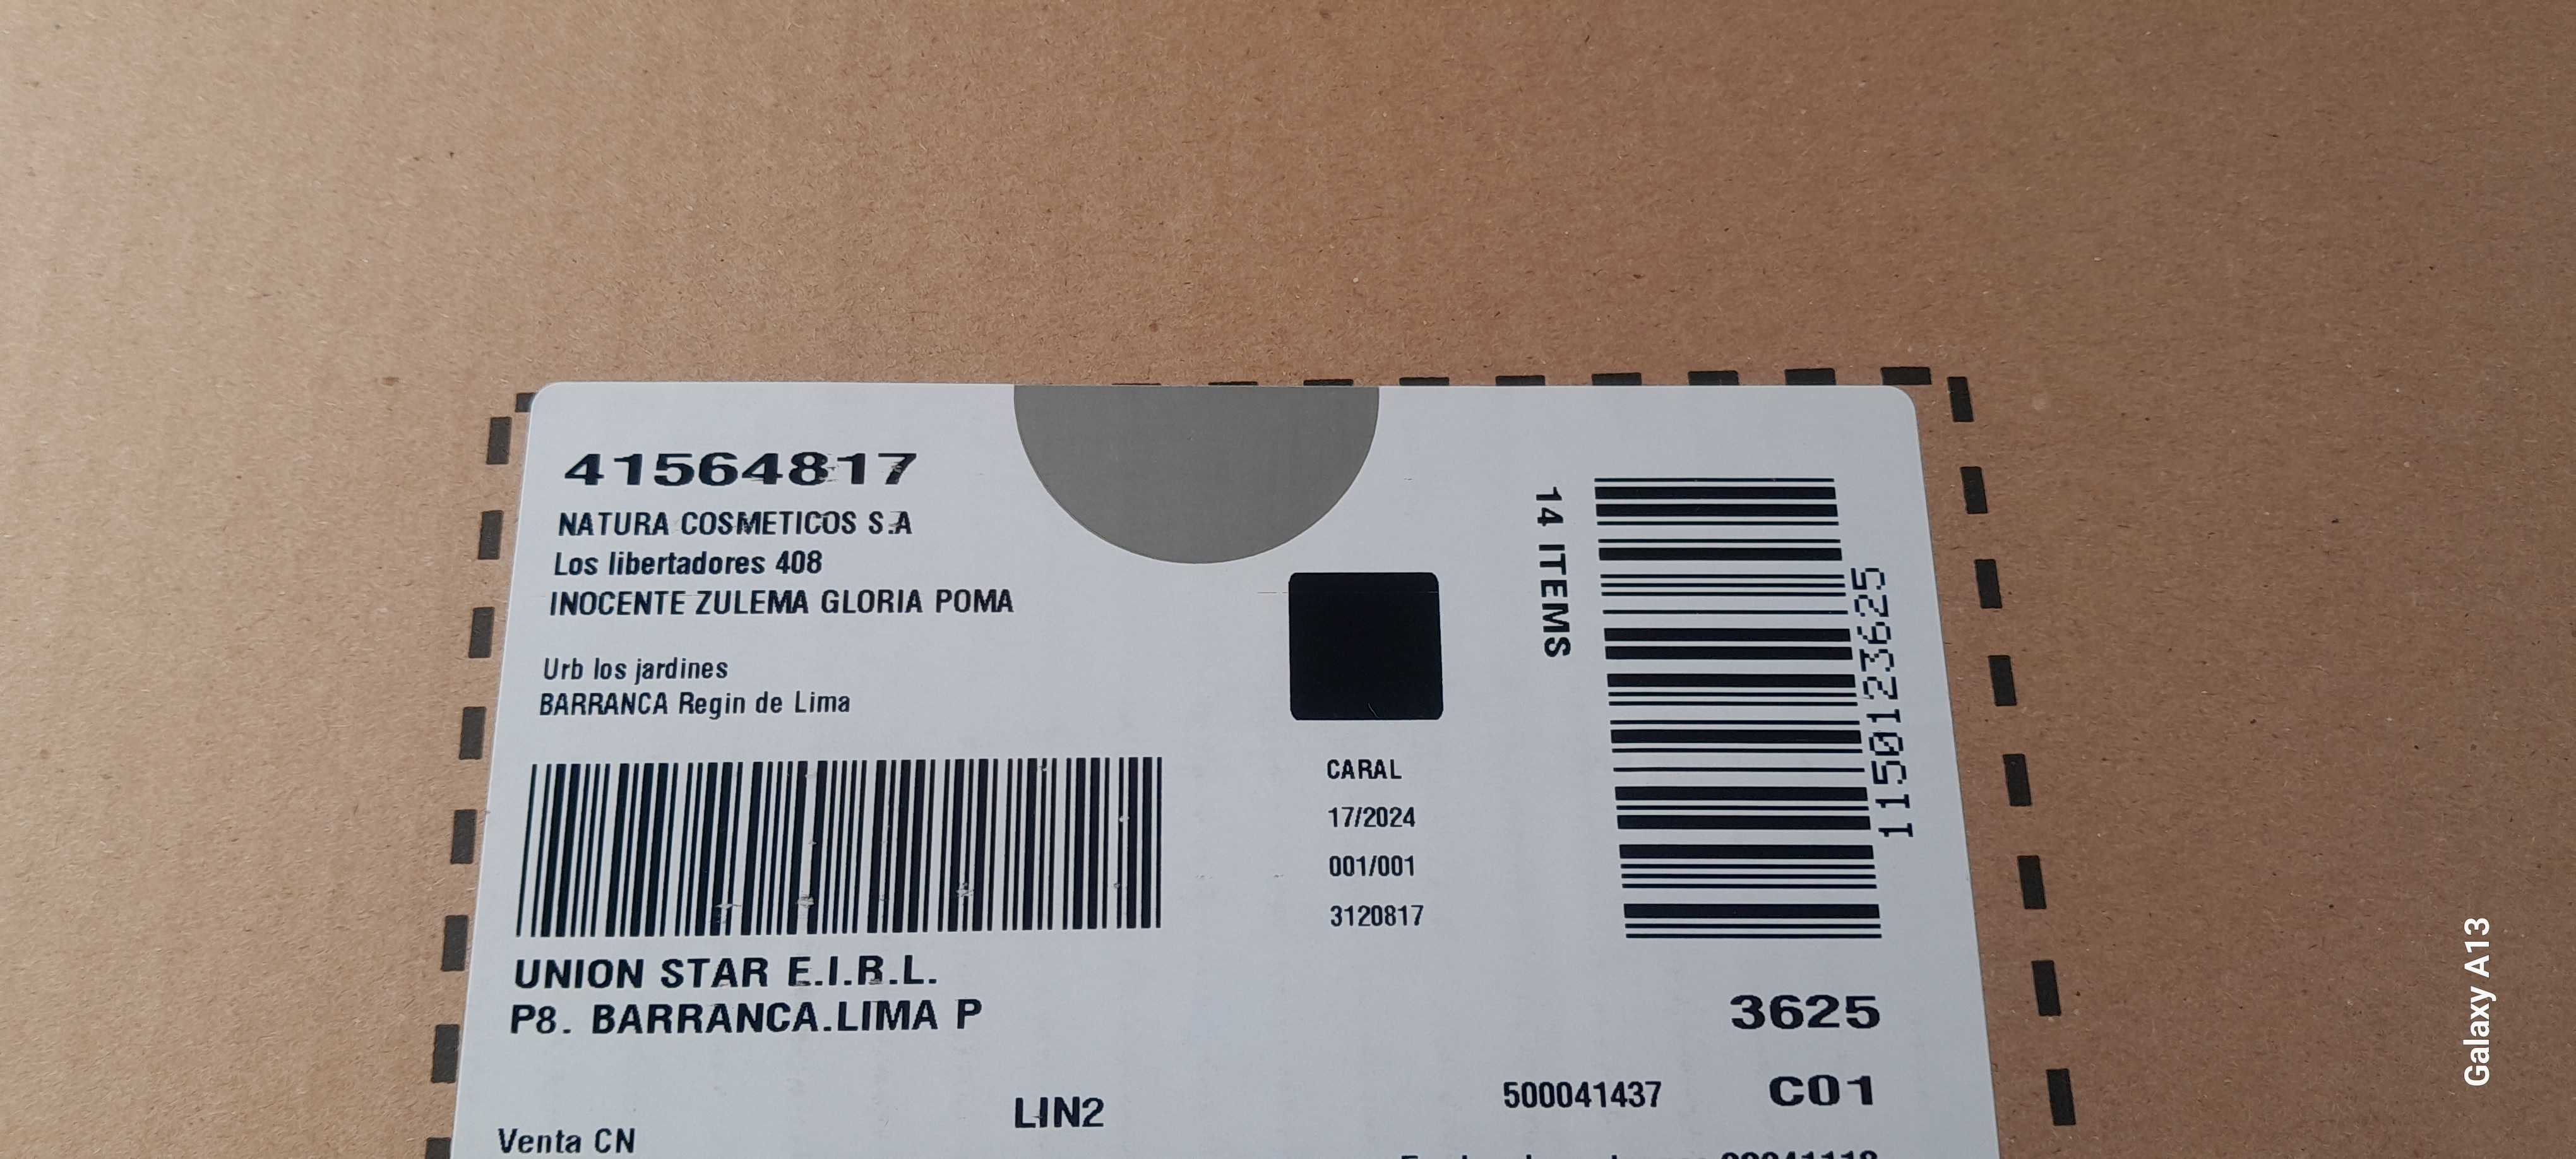 41564817
NATURA COSMETICOS S.A
Los libertadores 408
INOCENTE ZULEMA GLORIA POMA
Urb los jardines
BARRANCA Regin de Lima
14 ITEMS
1150123625
CARAL
17/2024
001/001
3120817
UNION STAR E.I.R.L.
P8. BARRANCA.LIMA P
3625
500041437 C01
LIN2
Venta CN
Galaxy A13